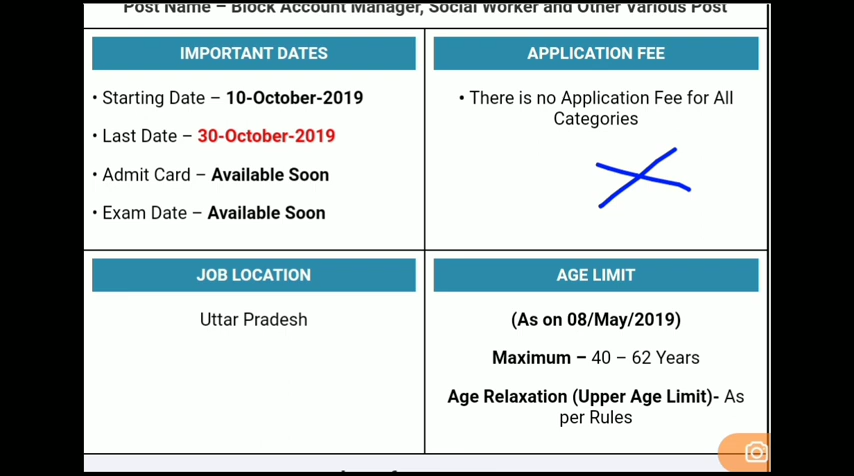 Post Name – Block Account Manager, Social Worker and Other Various Post
IMPORTANT DATES
• Starting Date – 10-October-2019
• Last Date – 30-October-2019
• Admit Card – Available Soon
• Exam Date – Available Soon
APPLICATION FEE
• There is no Application Fee for All
Categories
JOB LOCATION
Uttar Pradesh
AGE LIMIT
(As on 08/May/2019)
Maximum – 40 – 62 Years
Age Relaxation (Upper Age Limit)- As
per Rules